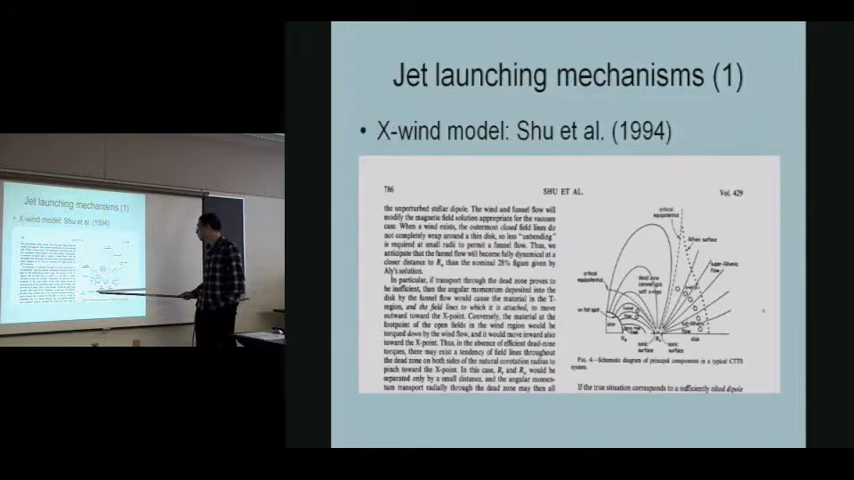 Jet launching mechanisms (1)
• X-wind model: Shu et al. (1994)
786
SHU ET AL.
Vol. 429
the unperturbed stellar dipole. The wind and funnel flow will
modify the magnetic field solution appropriate for the vacuum
case. When a wind exists, the outermost closed field lines do
not completely wrap around a thin disk, so less "unbending"
is required at small radii to permit a funnel flow. Thus, we
anticipate that the funnel flow will become fully dynamical at a
closer distance to Rx than the nominal 28% figure given by
Aly's solution.
In particular, if transport through the dead zone proves to
be inefficient, then the angular momentum deposited into the
disk by the funnel flow would cause the material in the T-
region, and the field lines to which it is attached, to move
outward toward the X-point. Conversely, the material at the
footpoint of the open fields in the wind region would be
torqued down by the wind flow, and it would move inward also
toward the X-point. Thus, in the absence of efficient dead-zone
torques, there may exist a tendency of field lines throughout
the dead zone on both sides of the natural corotation radius to
pinch toward the X-point. In this case, and would be
separated only by a small distance, and the angular momen-
tum transport radially through the dead zone may then all
critical
equipotential
Alfven surface
super-Alfvenic
flow
critical
equipotential
dead zone
soft x-rays
hot spot
sub-Alfvenic
flow
disk
sonic
surface
sonic
surface
FIG. 4.—Schematic diagram of principal components in a typical CTTS
system.
If the true situation corresponds to a sufficiently tilted dipole
Jet launching mechanisms (1)
• X-wind model: Shu et al. (1994)